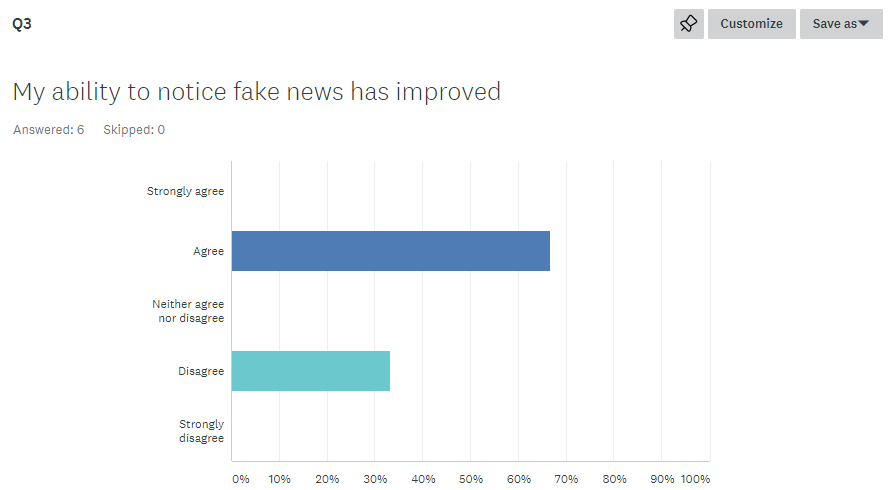 Q3
Customize
Save as
My ability to notice fake news has improved
Answered: 6 Skipped: 0
Strongly agree
Agree
Neither agree
nor disagree
Disagree
Strongly
disagree
0% 10% 20% 30% 40% 50% 60% 70% 80% 90% 100%